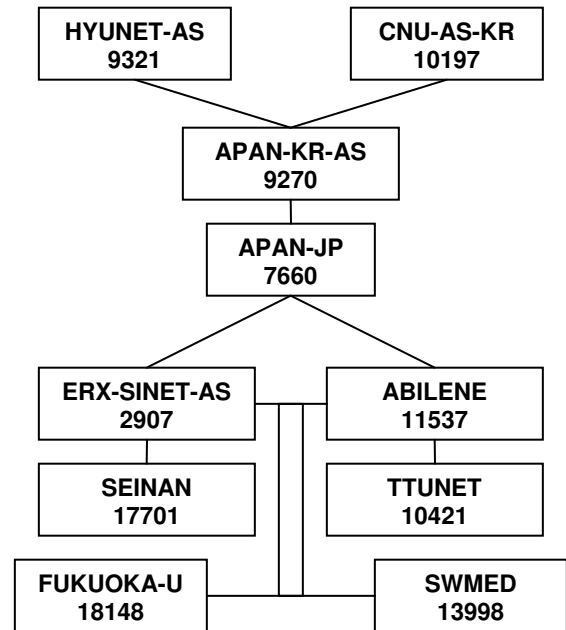 HYUNET-AS
9321
CNU-AS-KR
10197
APAN-KR-AS
9270
APAN-JP
7660
ERX-SINET-AS
2907
ABILENE
11537
SEINAN
17701
TTUNET
10421
FUKUOKA-U
18148
SWMED
13998